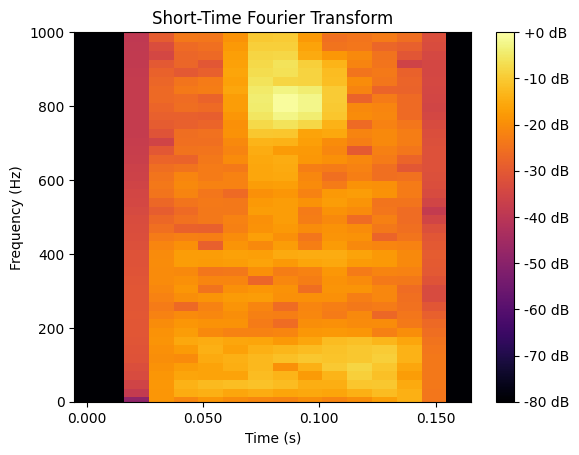 Short-Time Fourier Transform
1000
800
600
400
200
0
Frequency (Hz)
0.000
0.050
0.100
0.150
Time (s)
+0 dB
-10 dB
-20 dB
-30 dB
-40 dB
-50 dB
-60 dB
-70 dB
-80 dB